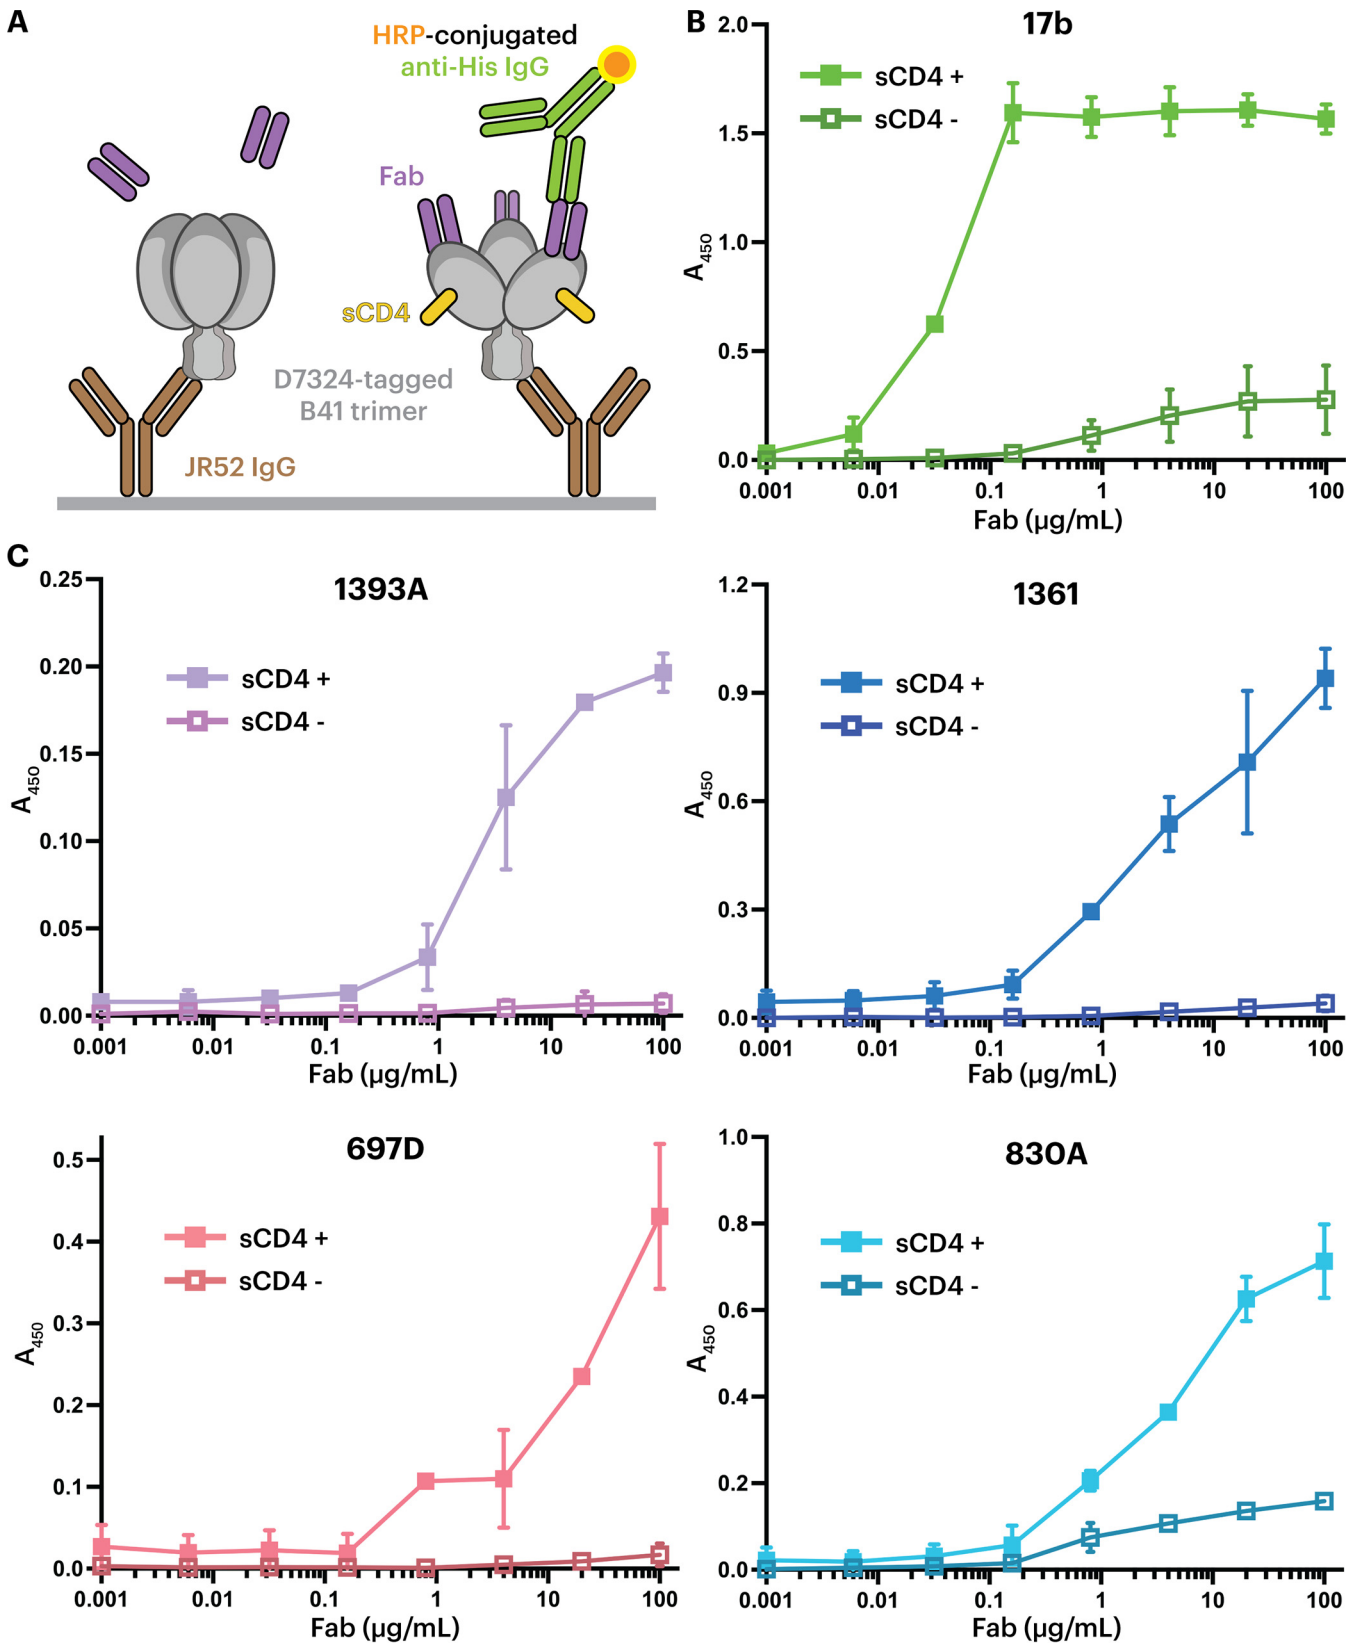 A
HRP-conjugated
anti-His IgG
Fab
sCD4
D7324-tagged
B41 trimer
JR52 IgG
B
17b
sCD4 +
sCD4 -
A450
2.0
1.5
1.0
0.5
0.0
0.001 0.01 0.1 1 10 100
Fab (µg/mL)
C
1393A
sCD4 +
sCD4 -
A450
0.25
0.20
0.15
0.10
0.05
0.00
0.001 0.01 0.1 1 10 100
Fab (µg/mL)
1361
sCD4 +
sCD4 -
A450
1.2
0.9
0.6
0.3
0.0
0.001 0.01 0.1 1 10 100
Fab (µg/mL)
697D
sCD4 +
sCD4 -
A450
0.5
0.4
0.3
0.2
0.1
0.0
0.001 0.01 0.1 1 10 100
Fab (µg/mL)
830A
sCD4 +
sCD4 -
A450
1.0
0.8
0.6
0.4
0.2
0.0
0.001 0.01 0.1 1 10 100
Fab (µg/mL)